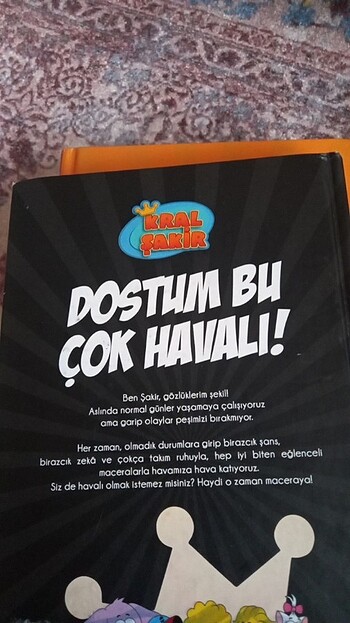 KRAL
ŞAKİR
DOSTUM BU
ÇOK HAVALI!
Ben Şakir, gözlüklerim şekil!
Aslında normal günler yaşamaya çalışıyoruz
ama garip olaylar peşimizi bırakmıyor.
Her zaman, olmadık durumlara girip birazcık şans,
birazcık zekâ ve çokça takım ruhuyla, hep iyi biten eğlenceli
maceralarla havamıza hava katıyoruz.
Siz de havalı olmak istemez misiniz? Haydi o zaman maceraya!